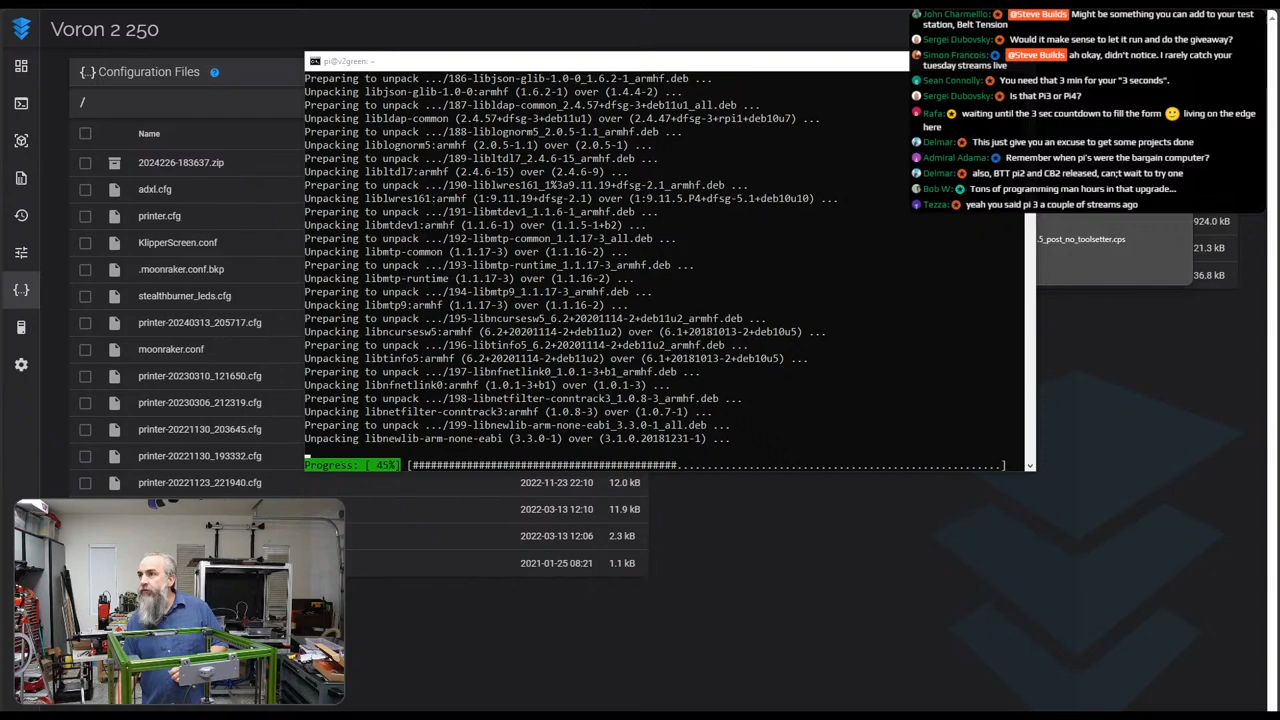 Voron 2 250
Configuration Files
/
Name
2024226-183637.zip
adxl.cfg
printer.cfg
KlipperScreen.conf
.moonraker.conf.bkp
stealthburner_leds.cfg
printer-20240313_205717.cfg
moonraker.conf
printer-20230310_121650.cfg
printer-20230306_212319.cfg
printer-20221130_203645.cfg
printer-20221130_193332.cfg
printer-20221123_221940.cfg
2022-11-23 22:10 12.0 kB
2022-03-13 12:10 11.9 kB
2022-03-13 12:06 2.3 kB
2021-01-25 08:21 1.1 kB
pi@v2green: ~
Preparing to unpack .../186-libjson-glib-1.0-0_1.6.2-1_armhf.deb ...
Unpacking libjson-glib-1.0-0:armhf (1.6.2-1) over (1.4.4-2) ...
Preparing to unpack .../187-libldap-common_2.4.57+dfsg-3+deb11u1_all.deb ...
Unpacking libldap-common (2.4.57+dfsg-3+deb11u1) over (2.4.47+dfsg-3+rpi1+deb10u7) ...
Preparing to unpack .../188-liblognorm5_2.0.5-1.1_armhf.deb ...
Unpacking liblognorm5:armhf (2.0.5-1.1) over (2.0.5-1) ...
Preparing to unpack .../189-libltdl7_2.4.6-15_armhf.deb ...
Unpacking libltdl7:armhf (2.4.6-15) over (2.4.6-9) ...
Preparing to unpack .../190-liblwres161_1%3a9.11.19+dfsg-2.1_armhf.deb ...
Unpacking liblwres161:armhf (1:9.11.19+dfsg-2.1) over (1:9.11.5.P4+dfsg-5.1+deb10u10) ...
Preparing to unpack .../191-libmtdev1_1.1.6-1_armhf.deb ...
Unpacking libmtdev1:armhf (1.1.6-1) over (1.1.5-1+b2) ...
Preparing to unpack .../192-libmtp-common_1.1.17-3_all.deb ...
Unpacking libmtp-common (1.1.17-3) over (1.1.16-2) ...
Preparing to unpack .../193-libmtp-runtime_1.1.17-3_armhf.deb ...
Unpacking libmtp-runtime (1.1.17-3) over (1.1.16-2) ...
Preparing to unpack .../194-libmtp9_1.1.17-3_armhf.deb ...
Unpacking libmtp9:armhf (1.1.17-3) over (1.1.16-2) ...
Preparing to unpack .../195-libncursesw5_6.2+20201114-2+deb11u2_armhf.deb ...
Unpacking libncursesw5:armhf (6.2+20201114-2+deb11u2) over (6.1+20181013-2+deb10u5) ...
Preparing to unpack .../196-libtinfo5_6.2+20201114-2+deb11u2_armhf.deb ...
Unpacking libtinfo5:armhf (6.2+20201114-2+deb11u2) over (6.1+20181013-2+deb10u5) ...
Preparing to unpack .../197-libnfnetlink0_1.0.1-3+b1_armhf.deb ...
Unpacking libnfnetlink0:armhf (1.0.1-3+b1) over (1.0.1-3) ...
Preparing to unpack .../198-libnetfilter-conntrack3_1.0.8-3_armhf.deb ...
Unpacking libnetfilter-conntrack3:armhf (1.0.8-3) over (1.0.7-1) ...
Preparing to unpack .../199-libnewlib-arm-none-eabi_3.3.0-1_all.deb ...
Unpacking libnewlib-arm-none-eabi (3.3.0-1) over (3.1.0.20181231-1) ...
Progress: [ 45%]
John Charmello: @Steve Builds Might be something you can add to your test
station, Belt Tension
Sergei Dubovsky: Would it make sense to let it run and do the giveaway?
Simon Francois: @Steve Builds ah okay, didn't notice. I rarely catch your
tuesday streams live
Sean Connolly: You need that 3 min for your "3 seconds".
Sergei Dubovsky: Is that Pi3 or Pi4?
Rafa: waiting until the 3 sec countdown to fill the form 🙂 living on the edge
here
Delmar: This just give you an excuse to get some projects done
Admiral Adama: Remember when pi's were the bargain computer?
Delmar: also, BTT pi2 and CB2 released, can;t wait to try one
Bob W: Tons of programming man hours in that upgrade...
Tezza: yeah you said pi 3 a couple of streams ago
924.0
.5_post_no_toolsetter.cps
21.3 kB
36.8 kB